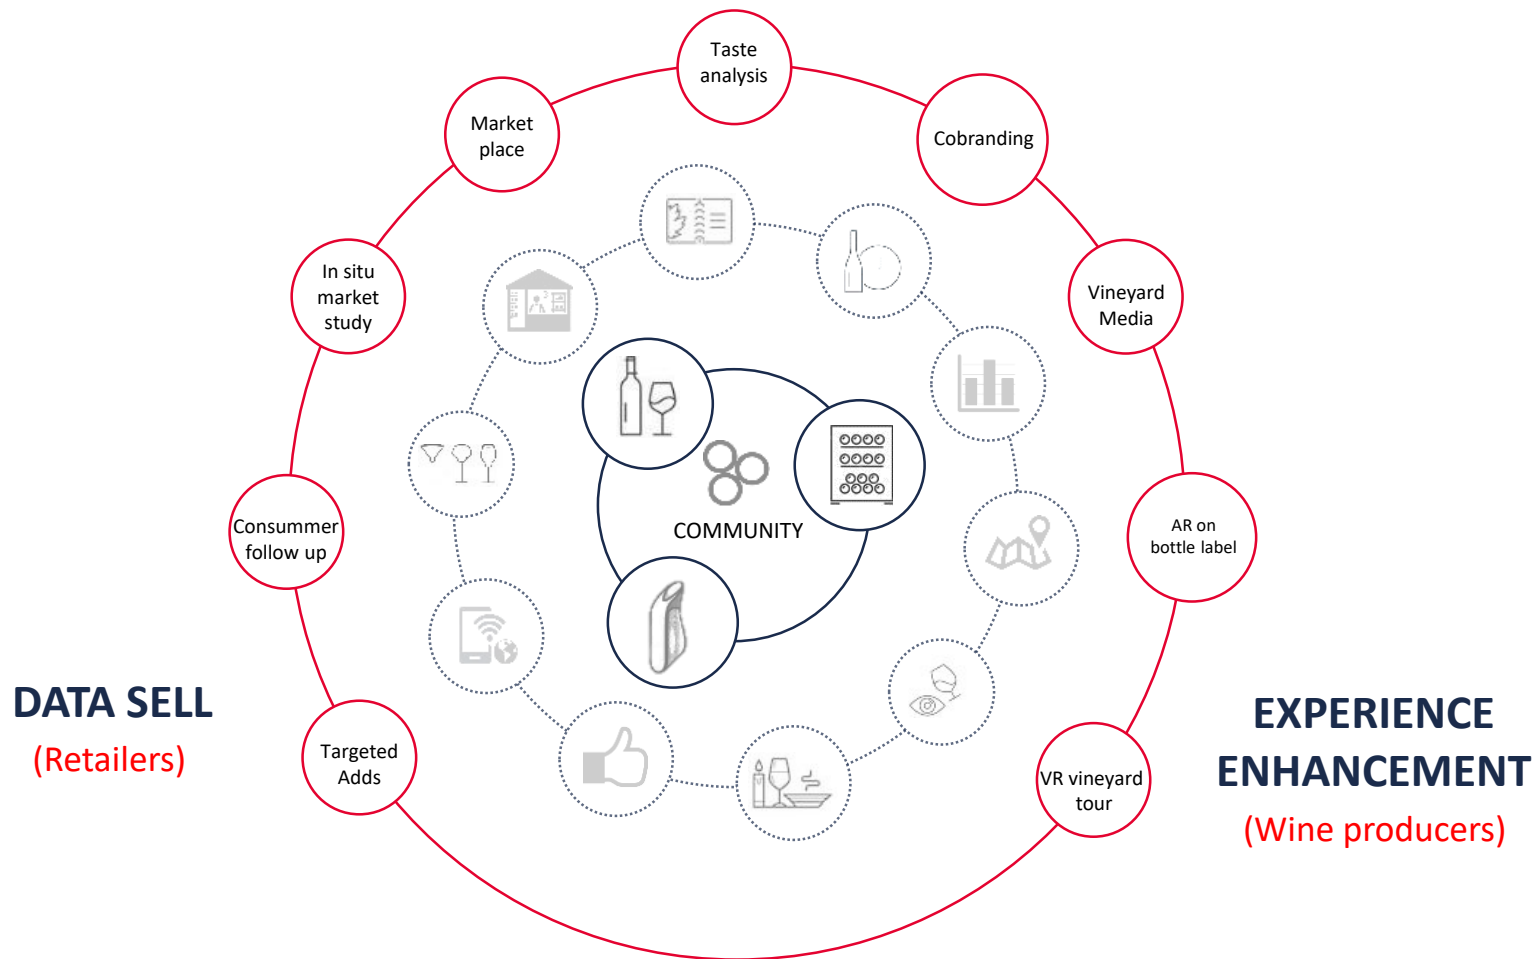 Taste
analysis
Market
place
Cobranding
In situ
market
study
Vineyard
Media
Consummer
follow up
COMMUNITY
AR on
bottle label
DATA SELL
(Retailers)
Targeted
Adds
VR vineyard
tour
EXPERIENCE
ENHANCEMENT
(Wine producers)